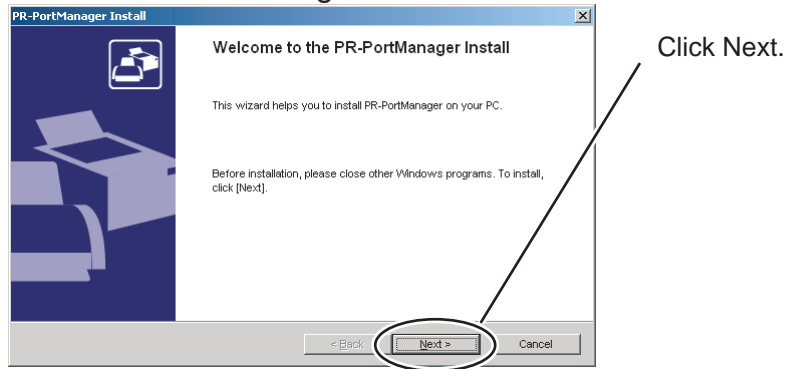 PR-PortManager Install
Welcome to the PR-PortManager Install
Click Next.
This wizard helps you to install PR-PortManager on your PC.
Before installation, please close other Windows programs. To install,
click [Next].
< Back
Next >
Cancel